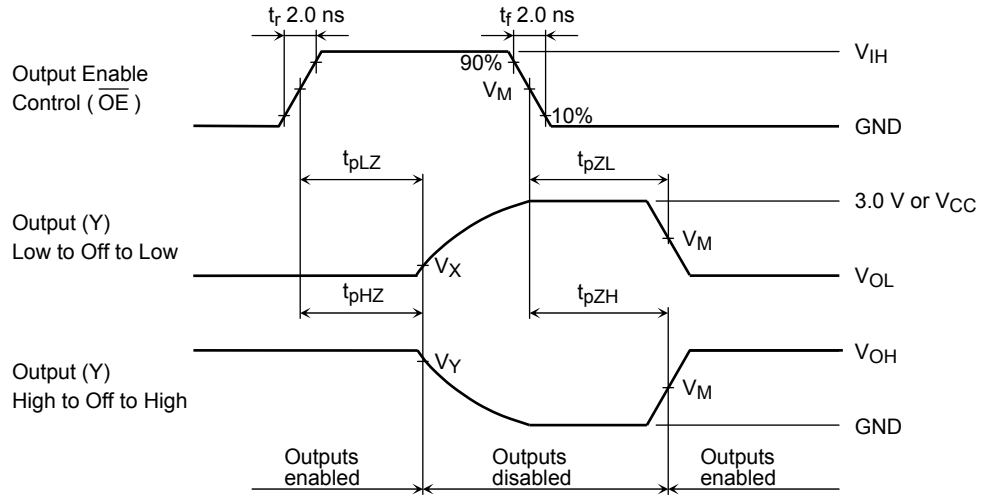 tr 2.0 ns
tf 2.0 ns
Output Enable
Control ( OE )
90%
VM
10%
VIH
GND
tpLZ
tpZL
Output (Y)
Low to Off to Low
VX
VM
3.0 V or VCC
VOL
tpHZ
tpZH
Output (Y)
High to Off to High
VY
VM
VOH
GND
Outputs
enabled
Outputs
disabled
Outputs
enabled